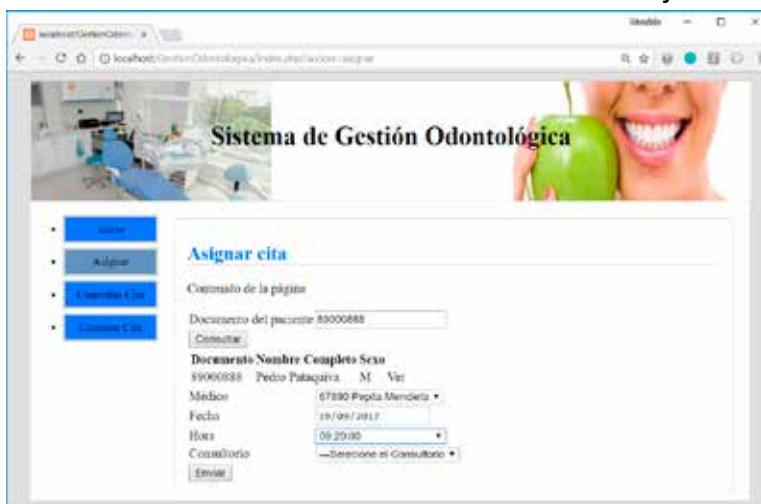 localhost/GestionOdontologica/index.php?accion=asignar
Sistema de Gestión Odontológica
Inicio
Asignar
Consultar Cita
Cancelar Cita
Asignar cita
Contenido de la página
Documento del paciente 89000888
Consultar
Documento Nombre Completo Sexo
89000888 Pedro Pataquiva M Ver
Médico 67890 Pepita Mendieta
Fecha 19/09/2017
Hora 09:20:00
Consultorio ---Selecione el Consultorio
Enviar